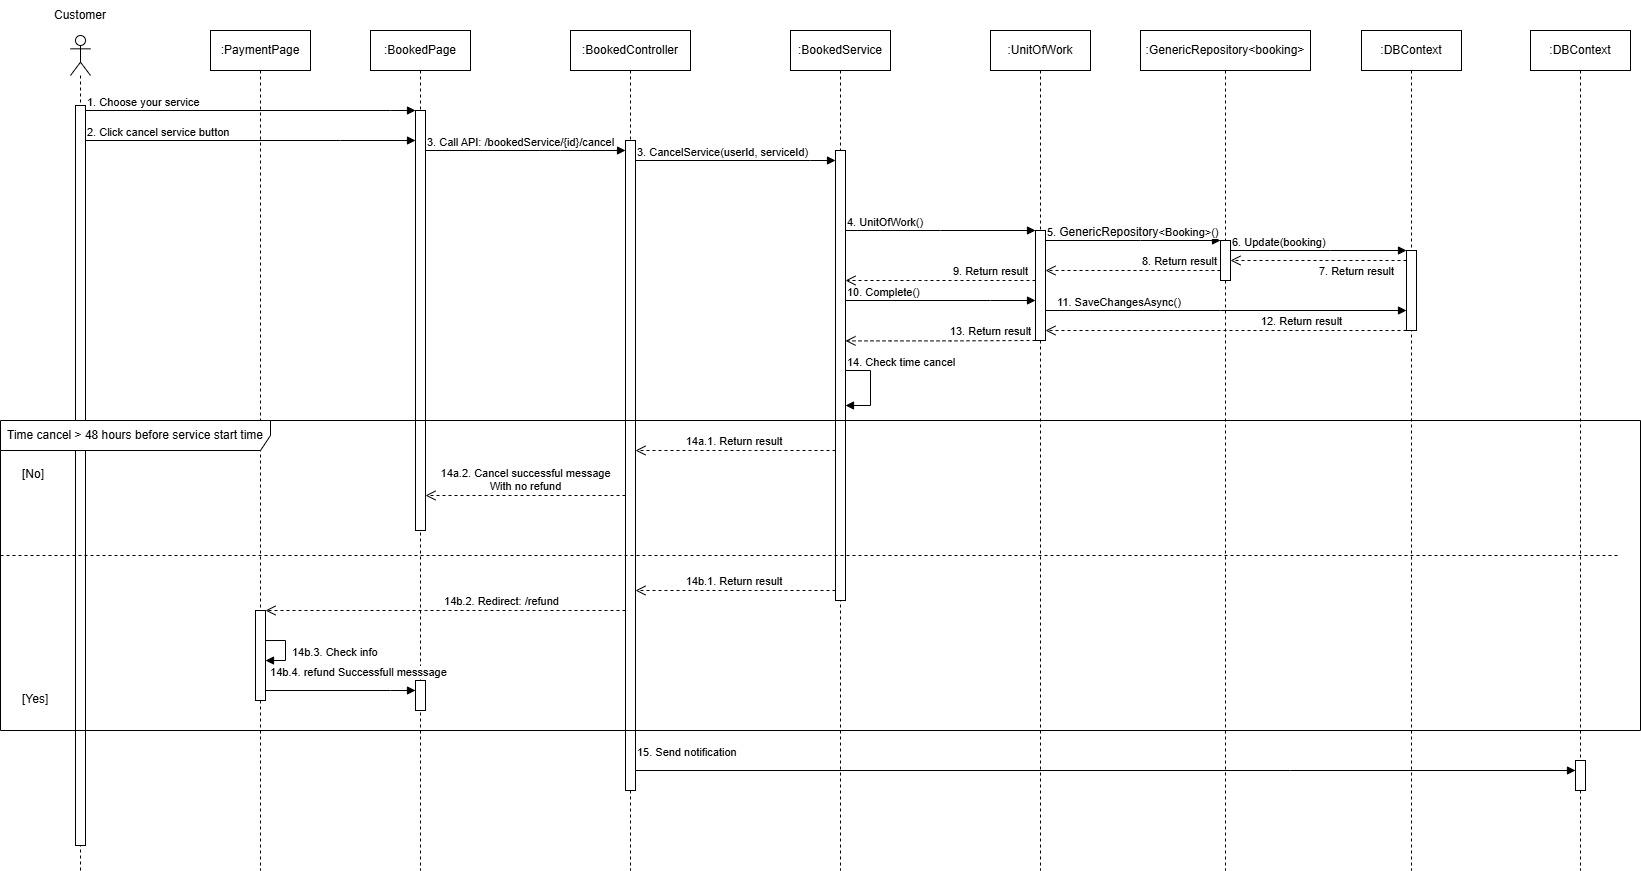 Customer
:PaymentPage
:BookedPage
:BookedController
:BookedService
:UnitOfWork
:GenericRepository<booking>
:DBContext
:DBContext
1. Choose your service
2. Click cancel service button
3. Call API: /bookedService/{id}/cancel
3. CancelService(userId, serviceId)
4. UnitOfWork()
5. GenericRepository<Booking>()
6. Update(booking)
7. Return result
8. Return result
9. Return result
10. Complete()
11. SaveChangesAsync()
12. Return result
13. Return result
14. Check time cancel
Time cancel > 48 hours before service start time
14a.1. Return result
[No]
14a.2. Cancel successful message
With no refund
14b.1. Return result
14b.2. Redirect: /refund
14b.3. Check info
14b.4. refund Successfull messsage
[Yes]
15. Send notification